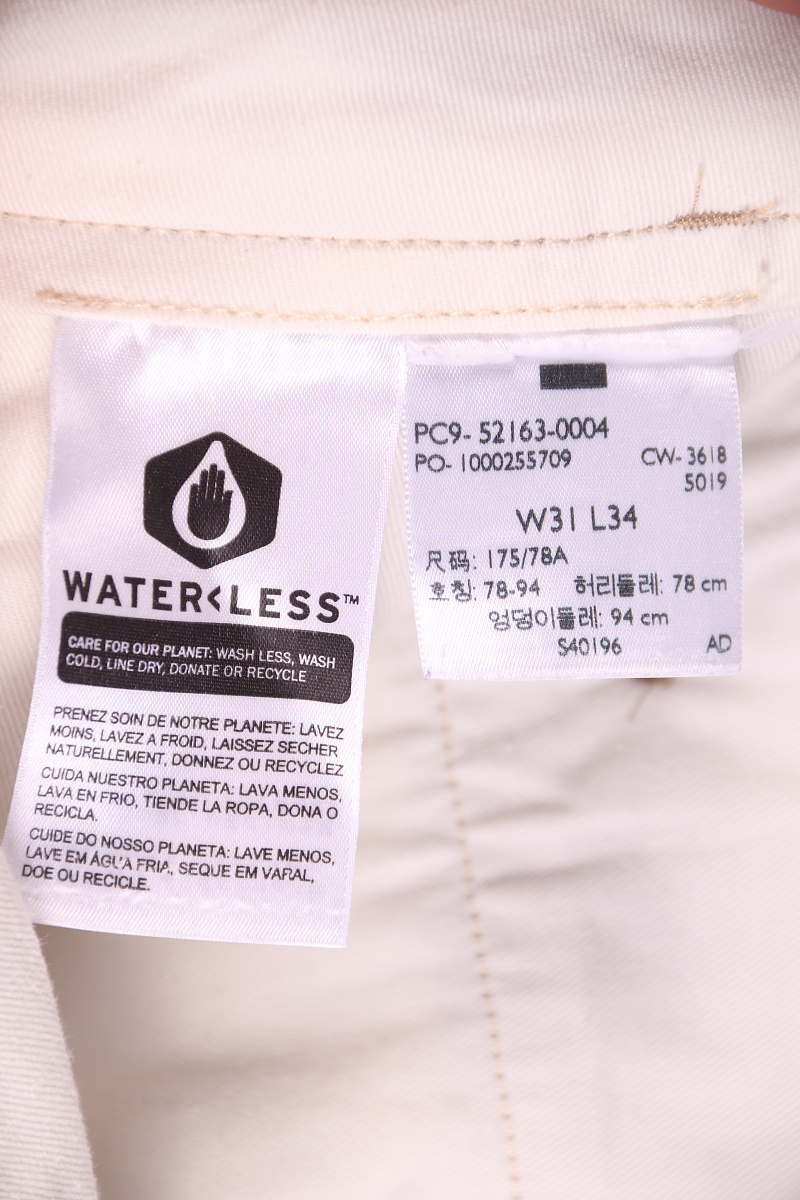 WATER<LESS™
CARE FOR OUR PLANET: WASH LESS, WASH
COLD, LINE DRY, DONATE OR RECYCLE
PRENEZ SOIN DE NOTRE PLANETE: LAVEZ
MOINS, LAVEZ A FROID, LAISSEZ SECHER
NATURELLEMENT, DONNEZ OU RECYCLEZ
CUIDA NUESTRO PLANETA: LAVA MENOS,
LAVA EN FRIO, TIENDE LA ROPA, DONA O
RECICLA.
CUIDE DO NOSSO PLANETA: LAVE MENOS,
LAVE EM ÁGUA FRIA, SEQUE EM VARAL,
DOE OU RECICLE.
PC9- 52163-0004
PO- 1000255709 CW- 3618
5019
W31 L34
尺码: 175/78A
호칭: 78-94 허리둘레: 78 cm
엉덩이둘레: 94 cm
S40196 AD